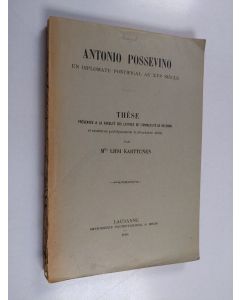 ANTONIO POSSEVINO
UN DIPLOMATE PONTIFICAL AU XVIe SIÈCLE
THÈSE
PRÉSENTÉE A LA FACULTÉ DES LETTRES DE L'UNIVERSITÉ DE
PAR
Mlle LIISI KARTTUNEN
LAUSANNE
IMPRIMERIE